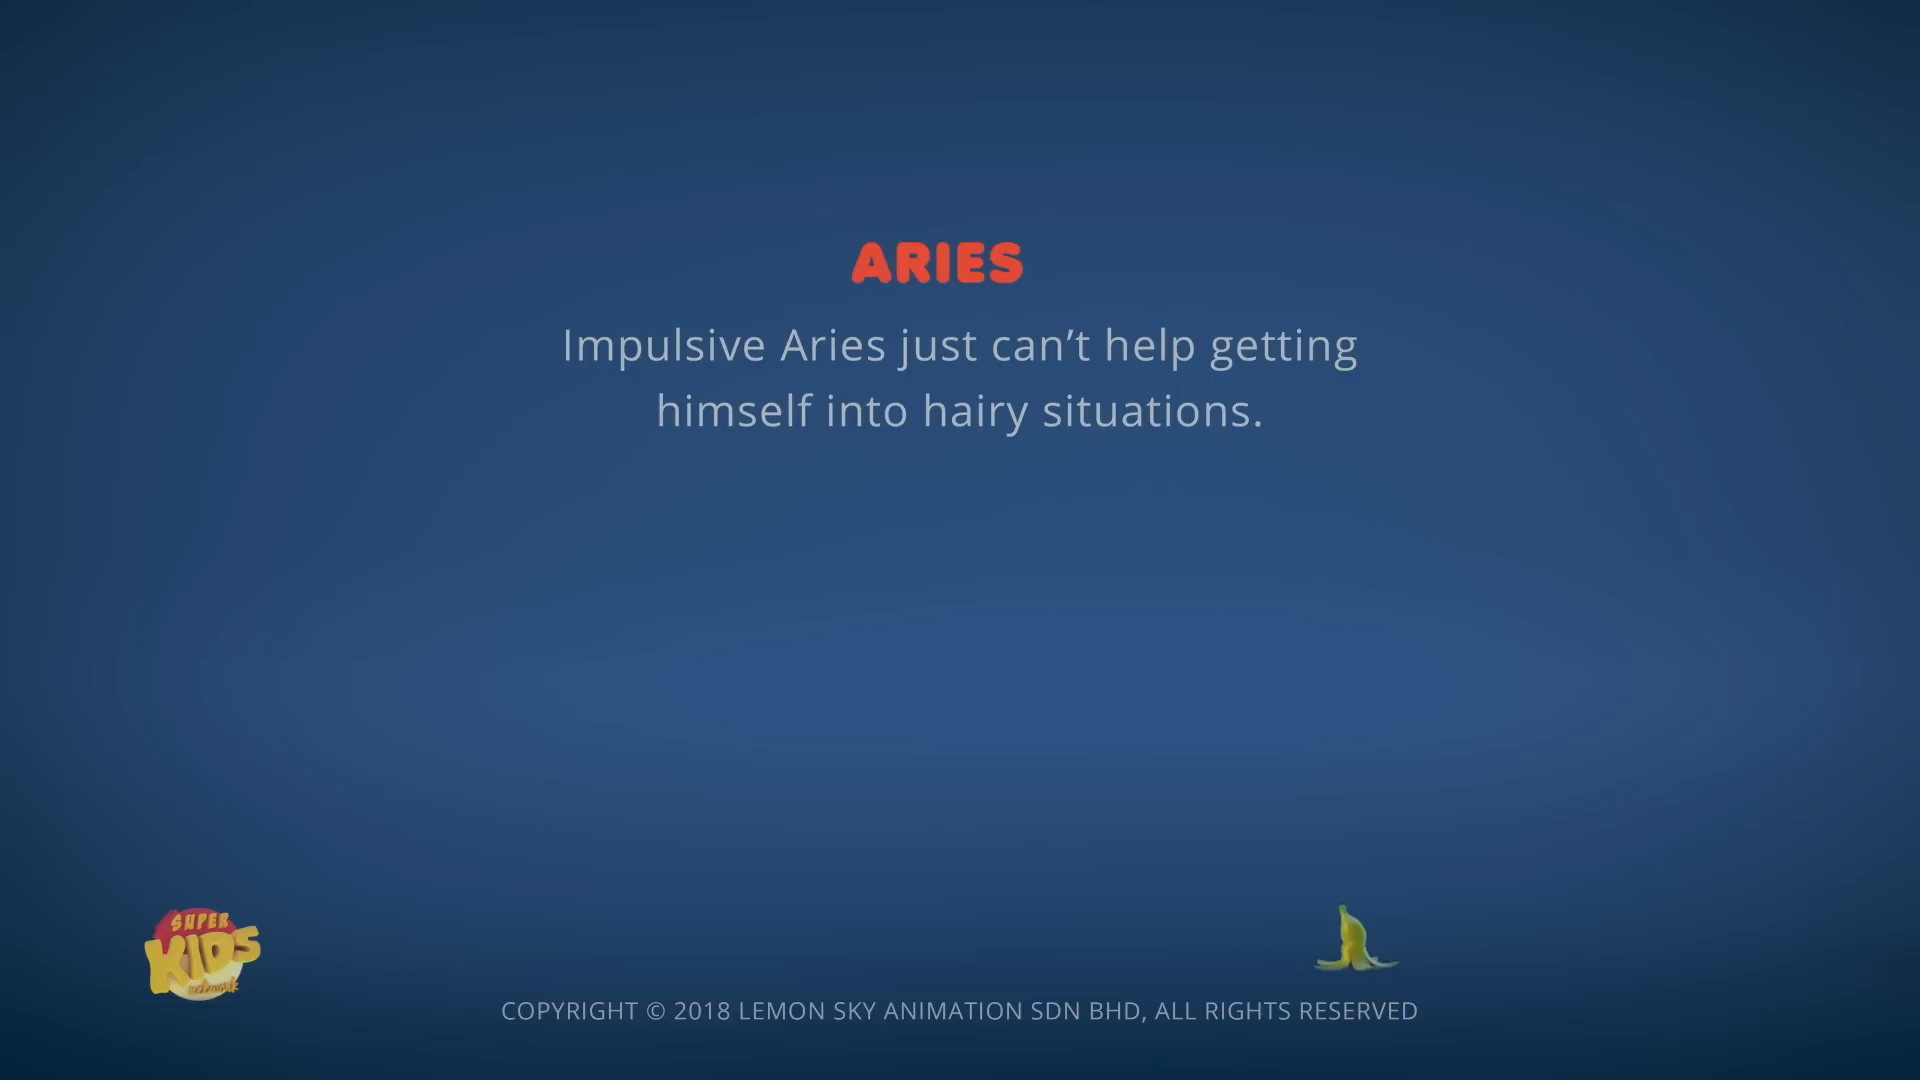 ARIES
Impulsive Aries just can’t help getting
himself into hairy situations.
SUPER
KIDS
network
COPYRIGHT © 2018 LEMON SKY ANIMATION SDN BHD, ALL RIGHTS RESERVED